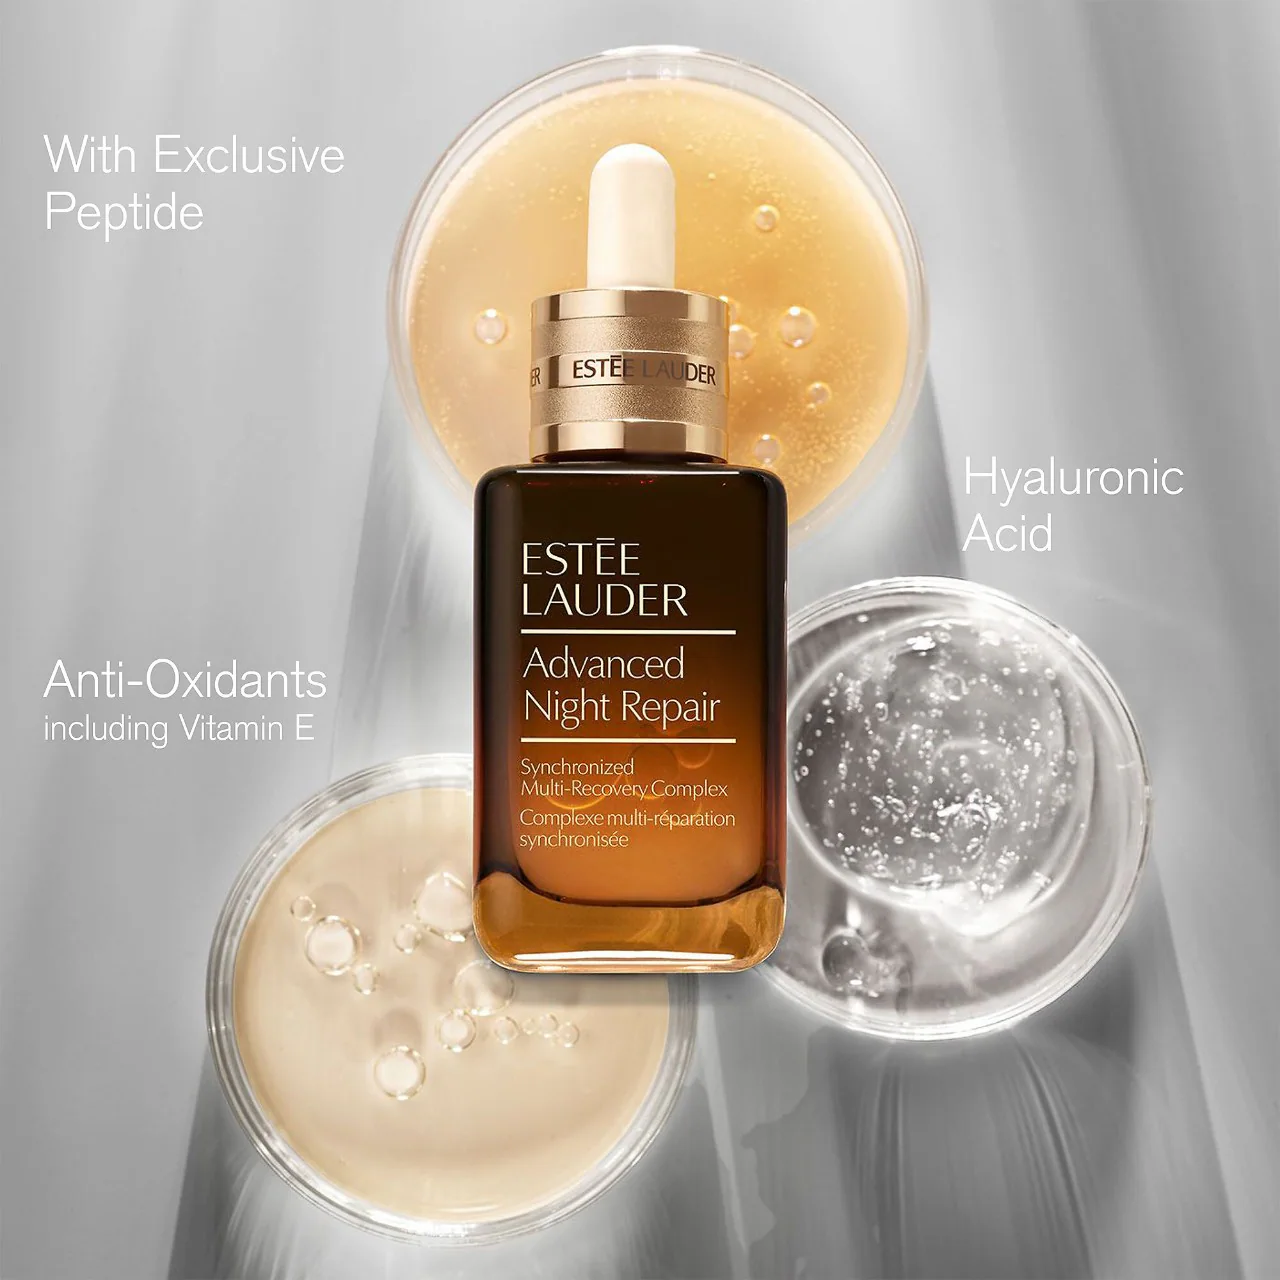 With Exclusive
Peptide
ER ESTĒE LAUDER
Hyaluronic
Acid
ESTĒE
LAUDER
Advanced
Night Repair
Anti-Oxidants
including Vitamin E
Synchronized
Multi-Recovery Complex
Complexe multi-réparation
synchronisée